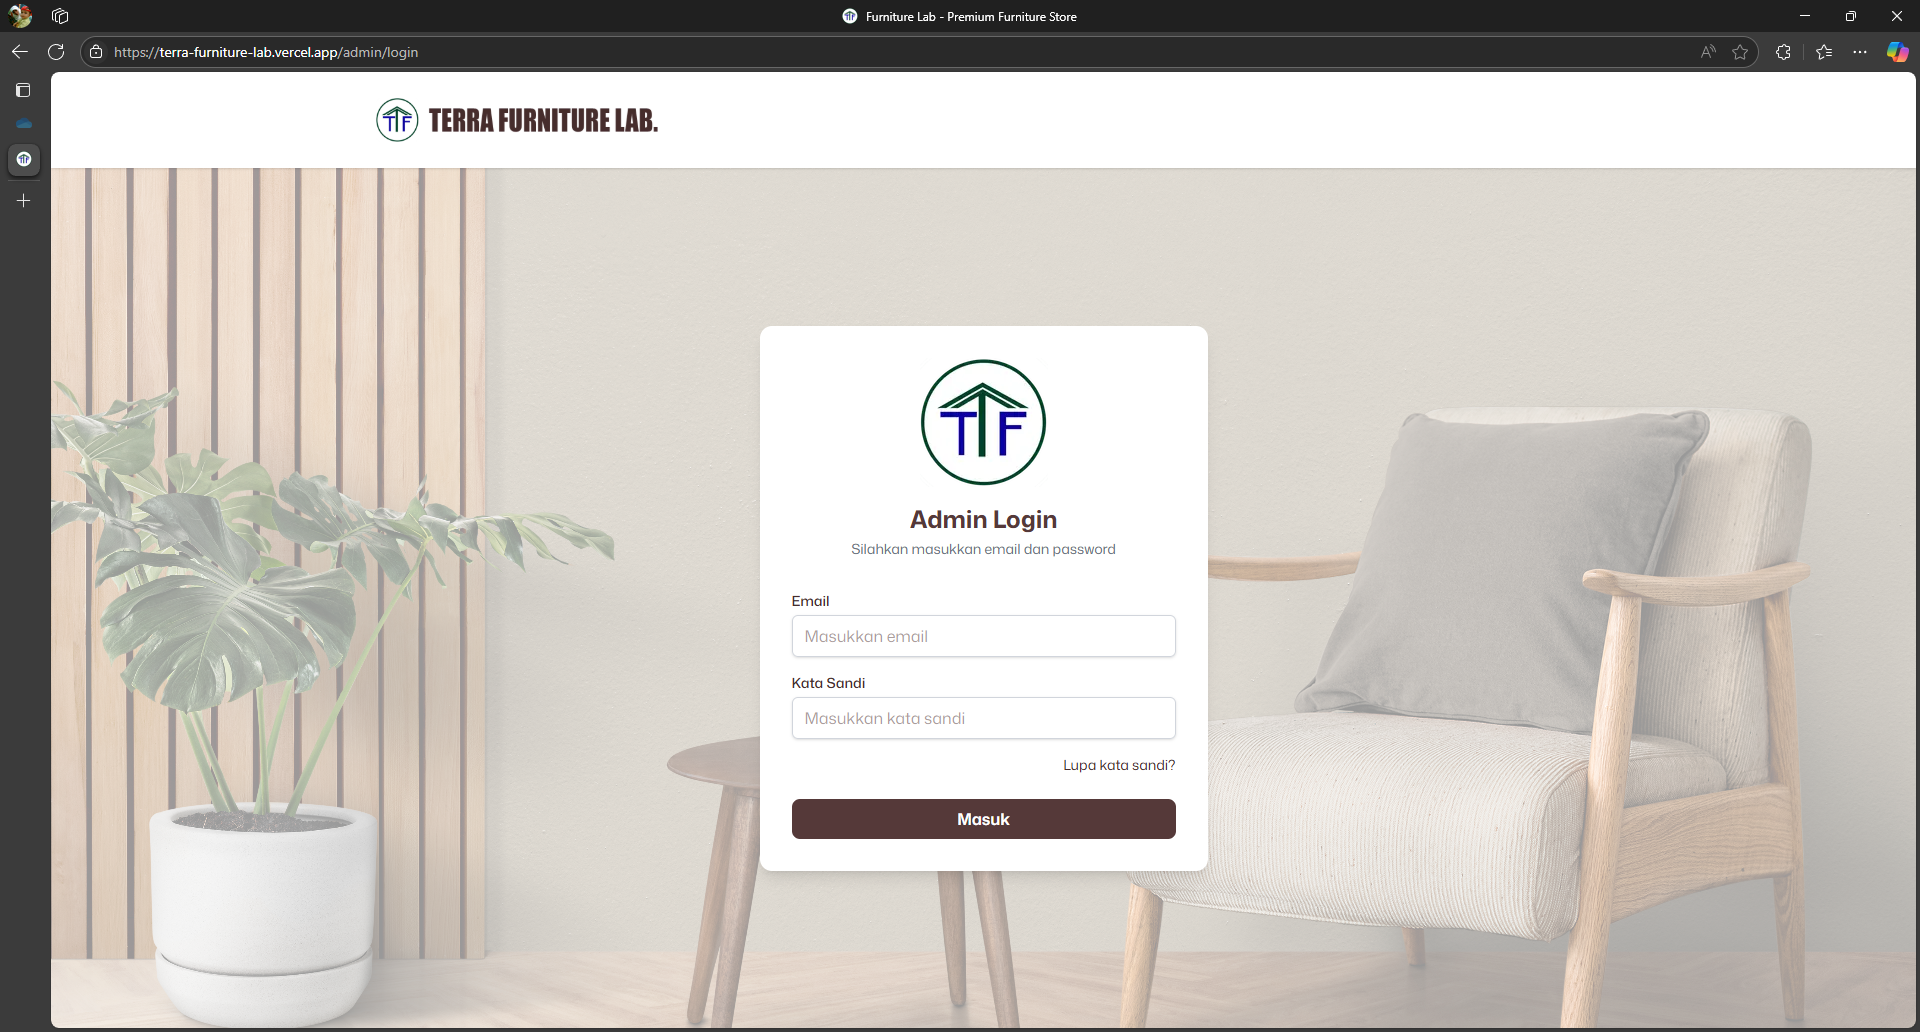 Furniture Lab - Premium Furniture Store
https://terra-furniture-lab.vercel.app/admin/login
TF TERRA FURNITURE LAB.
TF
Admin Login
Silahkan masukkan email dan password
Email
Masukkan email
Kata Sandi
Masukkan kata sandi
Lupa kata sandi?
Masuk